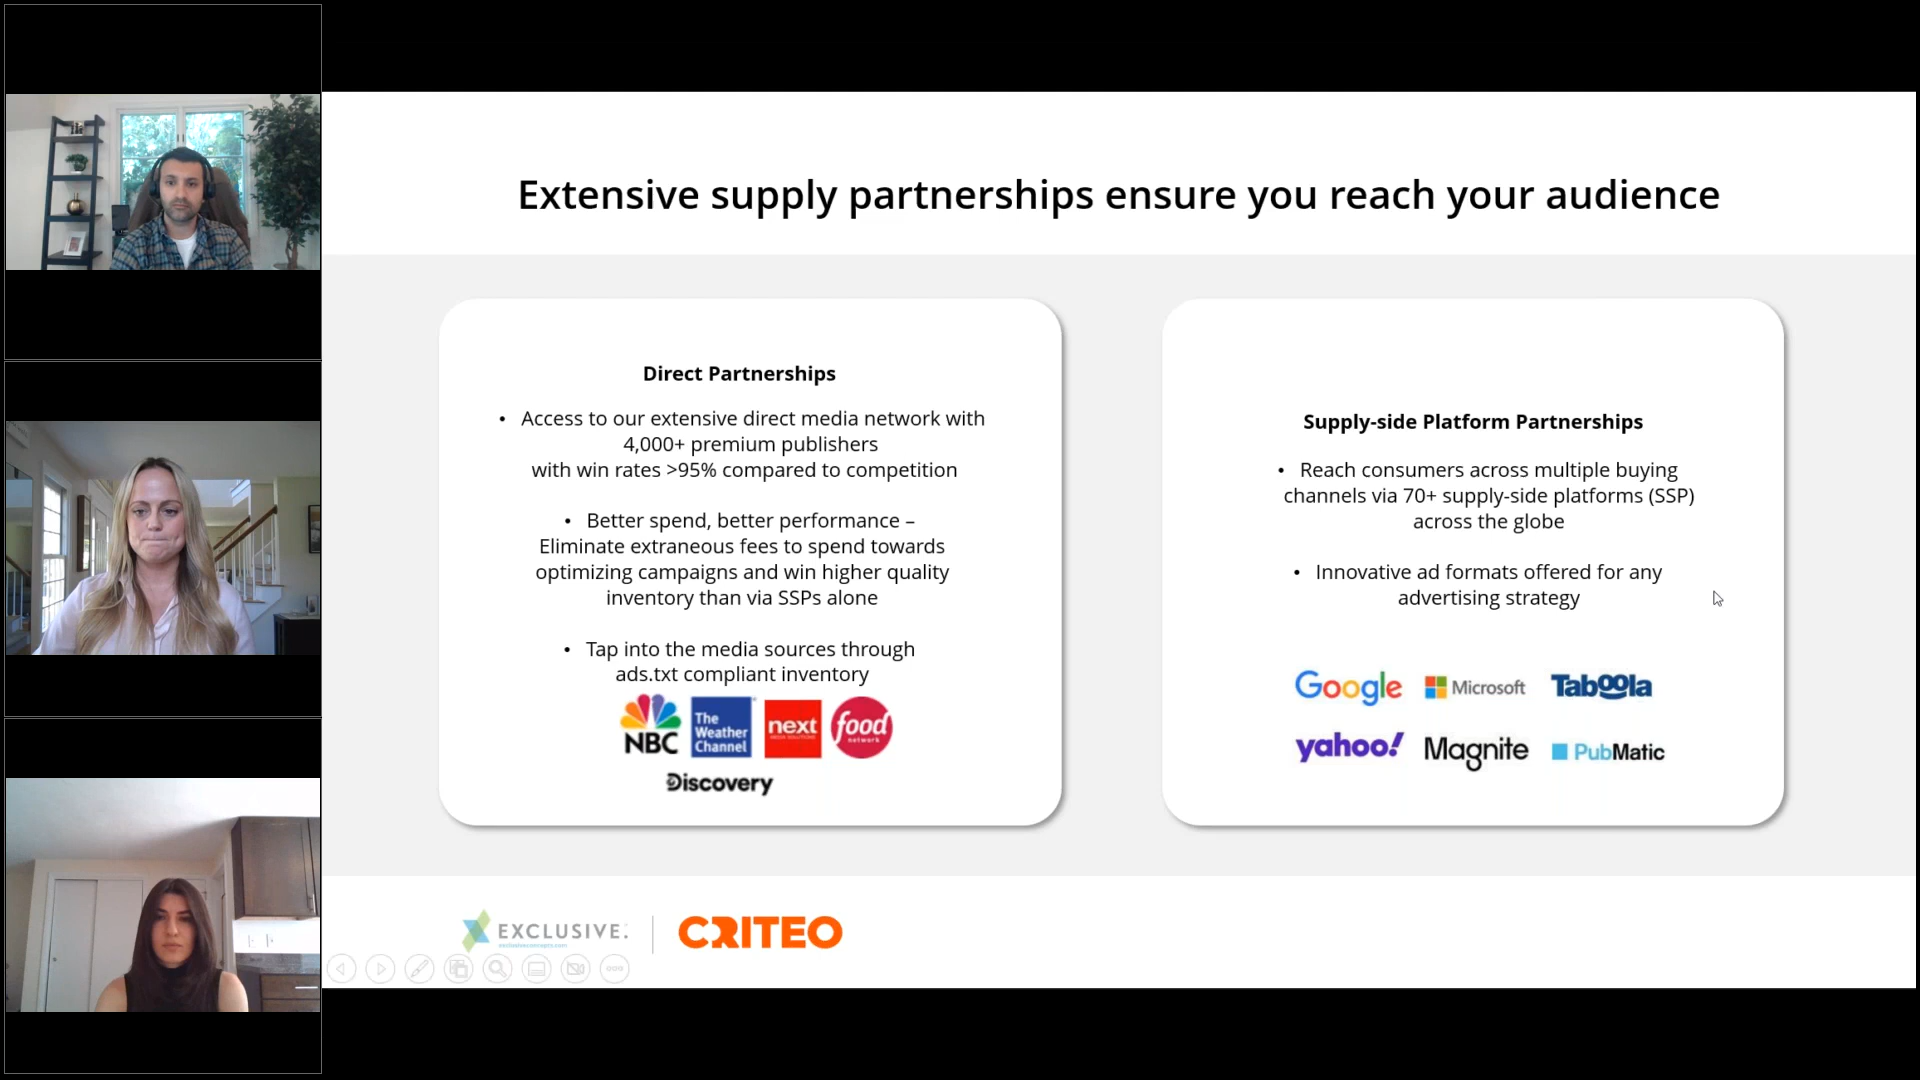 Extensive supply partnerships ensure you reach your audience
Direct Partnerships
• Access to our extensive direct media network with
4,000+ premium publishers
with win rates >95% compared to competition
• Better spend, better performance –
Eliminate extraneous fees to spend towards
optimizing campaigns and win higher quality
inventory than via SSPs alone
• Tap into the media sources through
ads.txt compliant inventory
NBC
The
Weather
Channel
next
food
network
Discovery
Supply-side Platform Partnerships
• Reach consumers across multiple buying
channels via 70+ supply-side platforms (SSP)
across the globe
• Innovative ad formats offered for any
advertising strategy
Google Microsoft Taboola
yahoo! Magnite PubMatic
EXCLUSIVE.
exclusiveconcepts.com
CRITEO